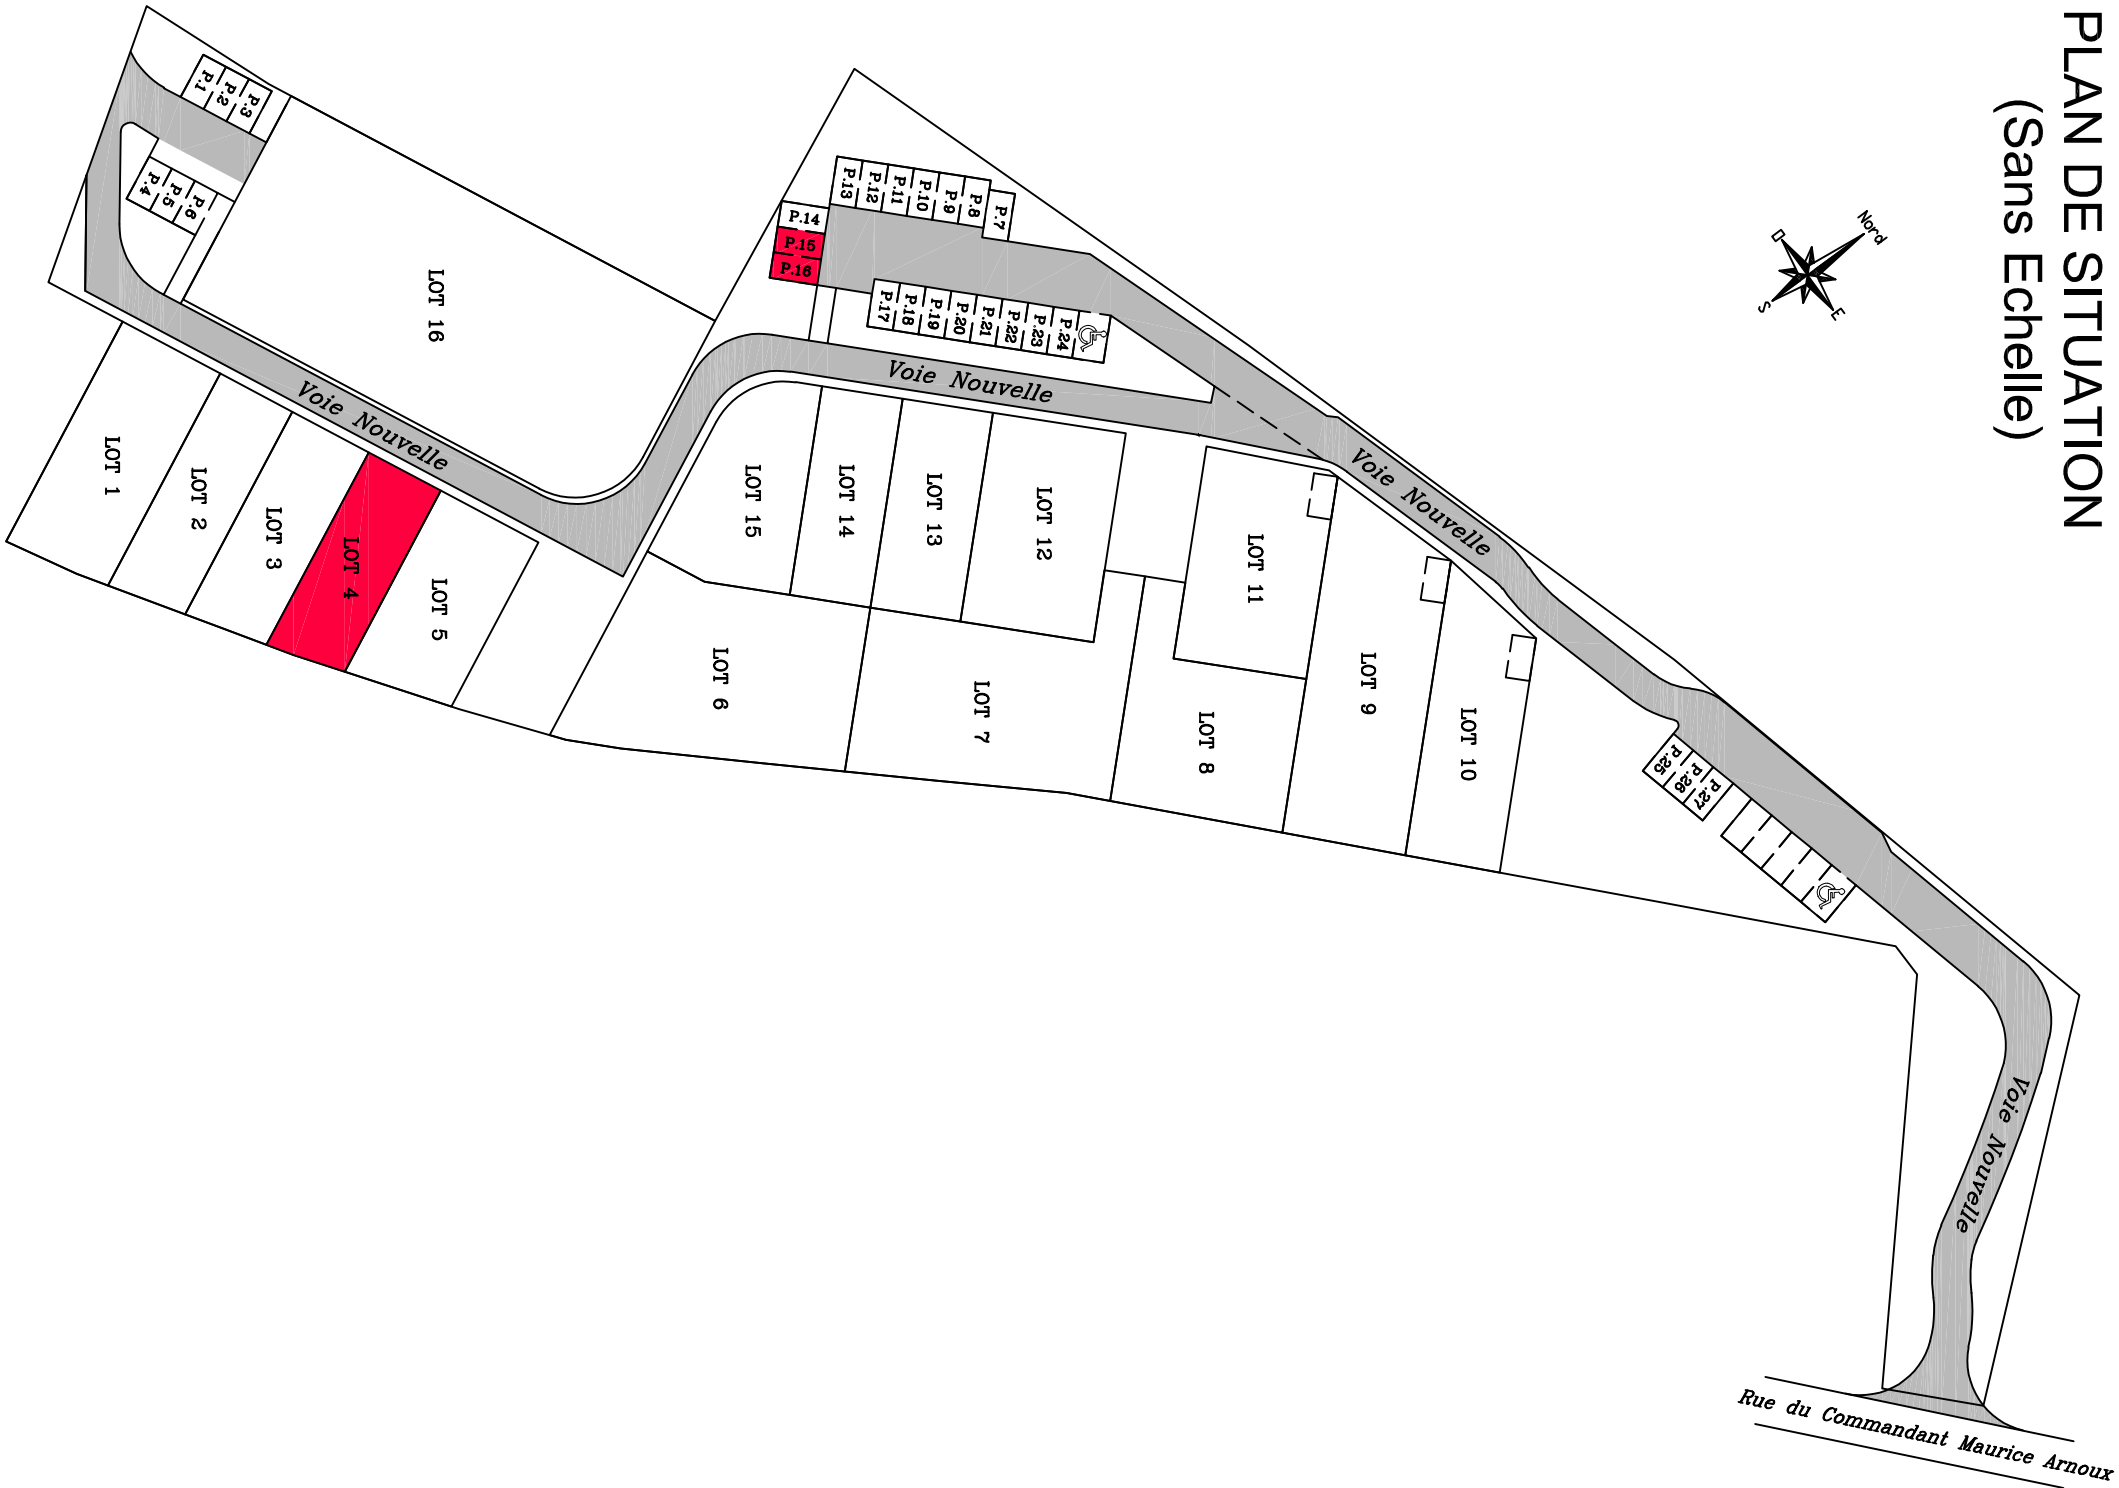 PLAN DE SITUATION
(Sans Echelle)
Nord
E
S
O
P.1
P.2
P.3
P.4
P.5
P.6
P.7
P.8
P.9
P.10
P.11
P.12
P.13
P.14
P.15
P.16
P.17
P.18
P.19
P.20
P.21
P.22
P.23
P.24
P.25
P.26
P.27
LOT 16
Voie Nouvelle
Voie Nouvelle
Voie Nouvelle
Voie Nouvelle
LOT 1
LOT 2
LOT 3
LOT 4
LOT 5
LOT 6
LOT 7
LOT 8
LOT 9
LOT 10
LOT 11
LOT 12
LOT 13
LOT 14
LOT 15
Rue du Commandant Maurice Arnoux